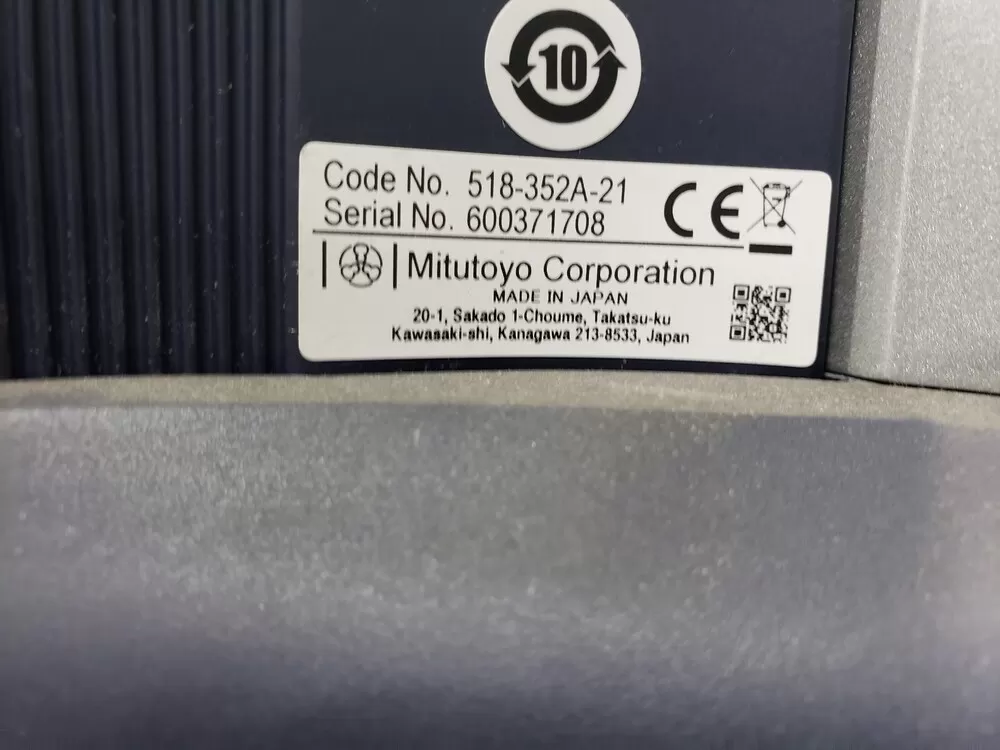 10
Code No. 518-352A-21
Serial No. 600371708
CE
Mitutoyo Corporation
MADE IN JAPAN
20-1, Sakado 1-Choume, Takatsu-ku
Kawasaki-shi, Kanagawa 213-8533, Japan